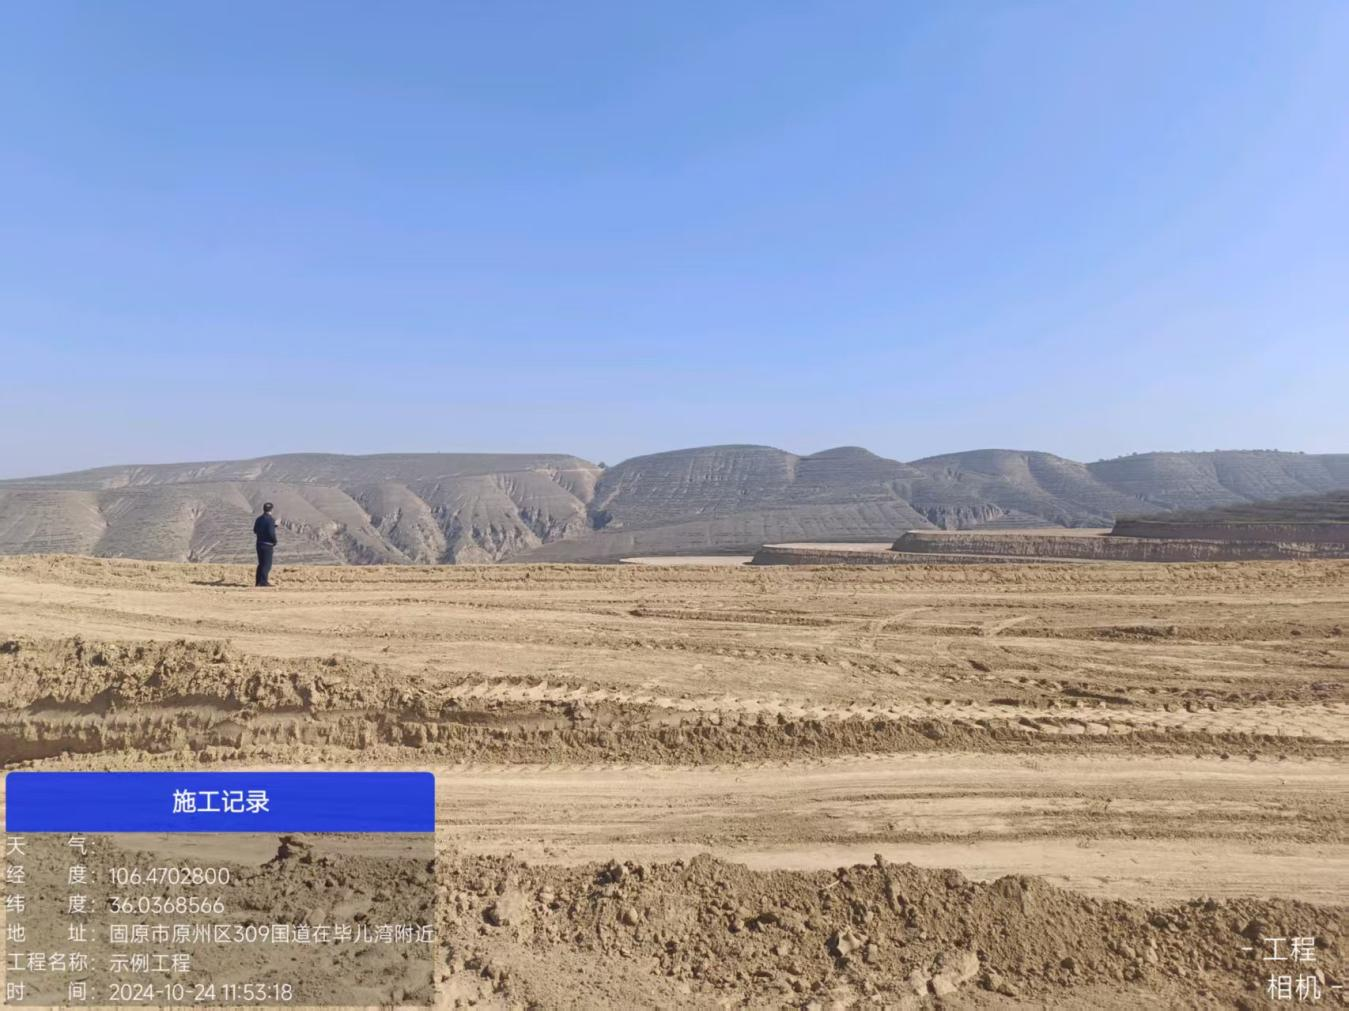 施工记录
天 气:
经 度: 106.4702800
纬 度: 36.0368566
地 址: 固原市原州区309国道在毕儿湾附近
工程名称: 示例工程
时 间: 2024-10-24 11:53:18
- 工程
相机 -